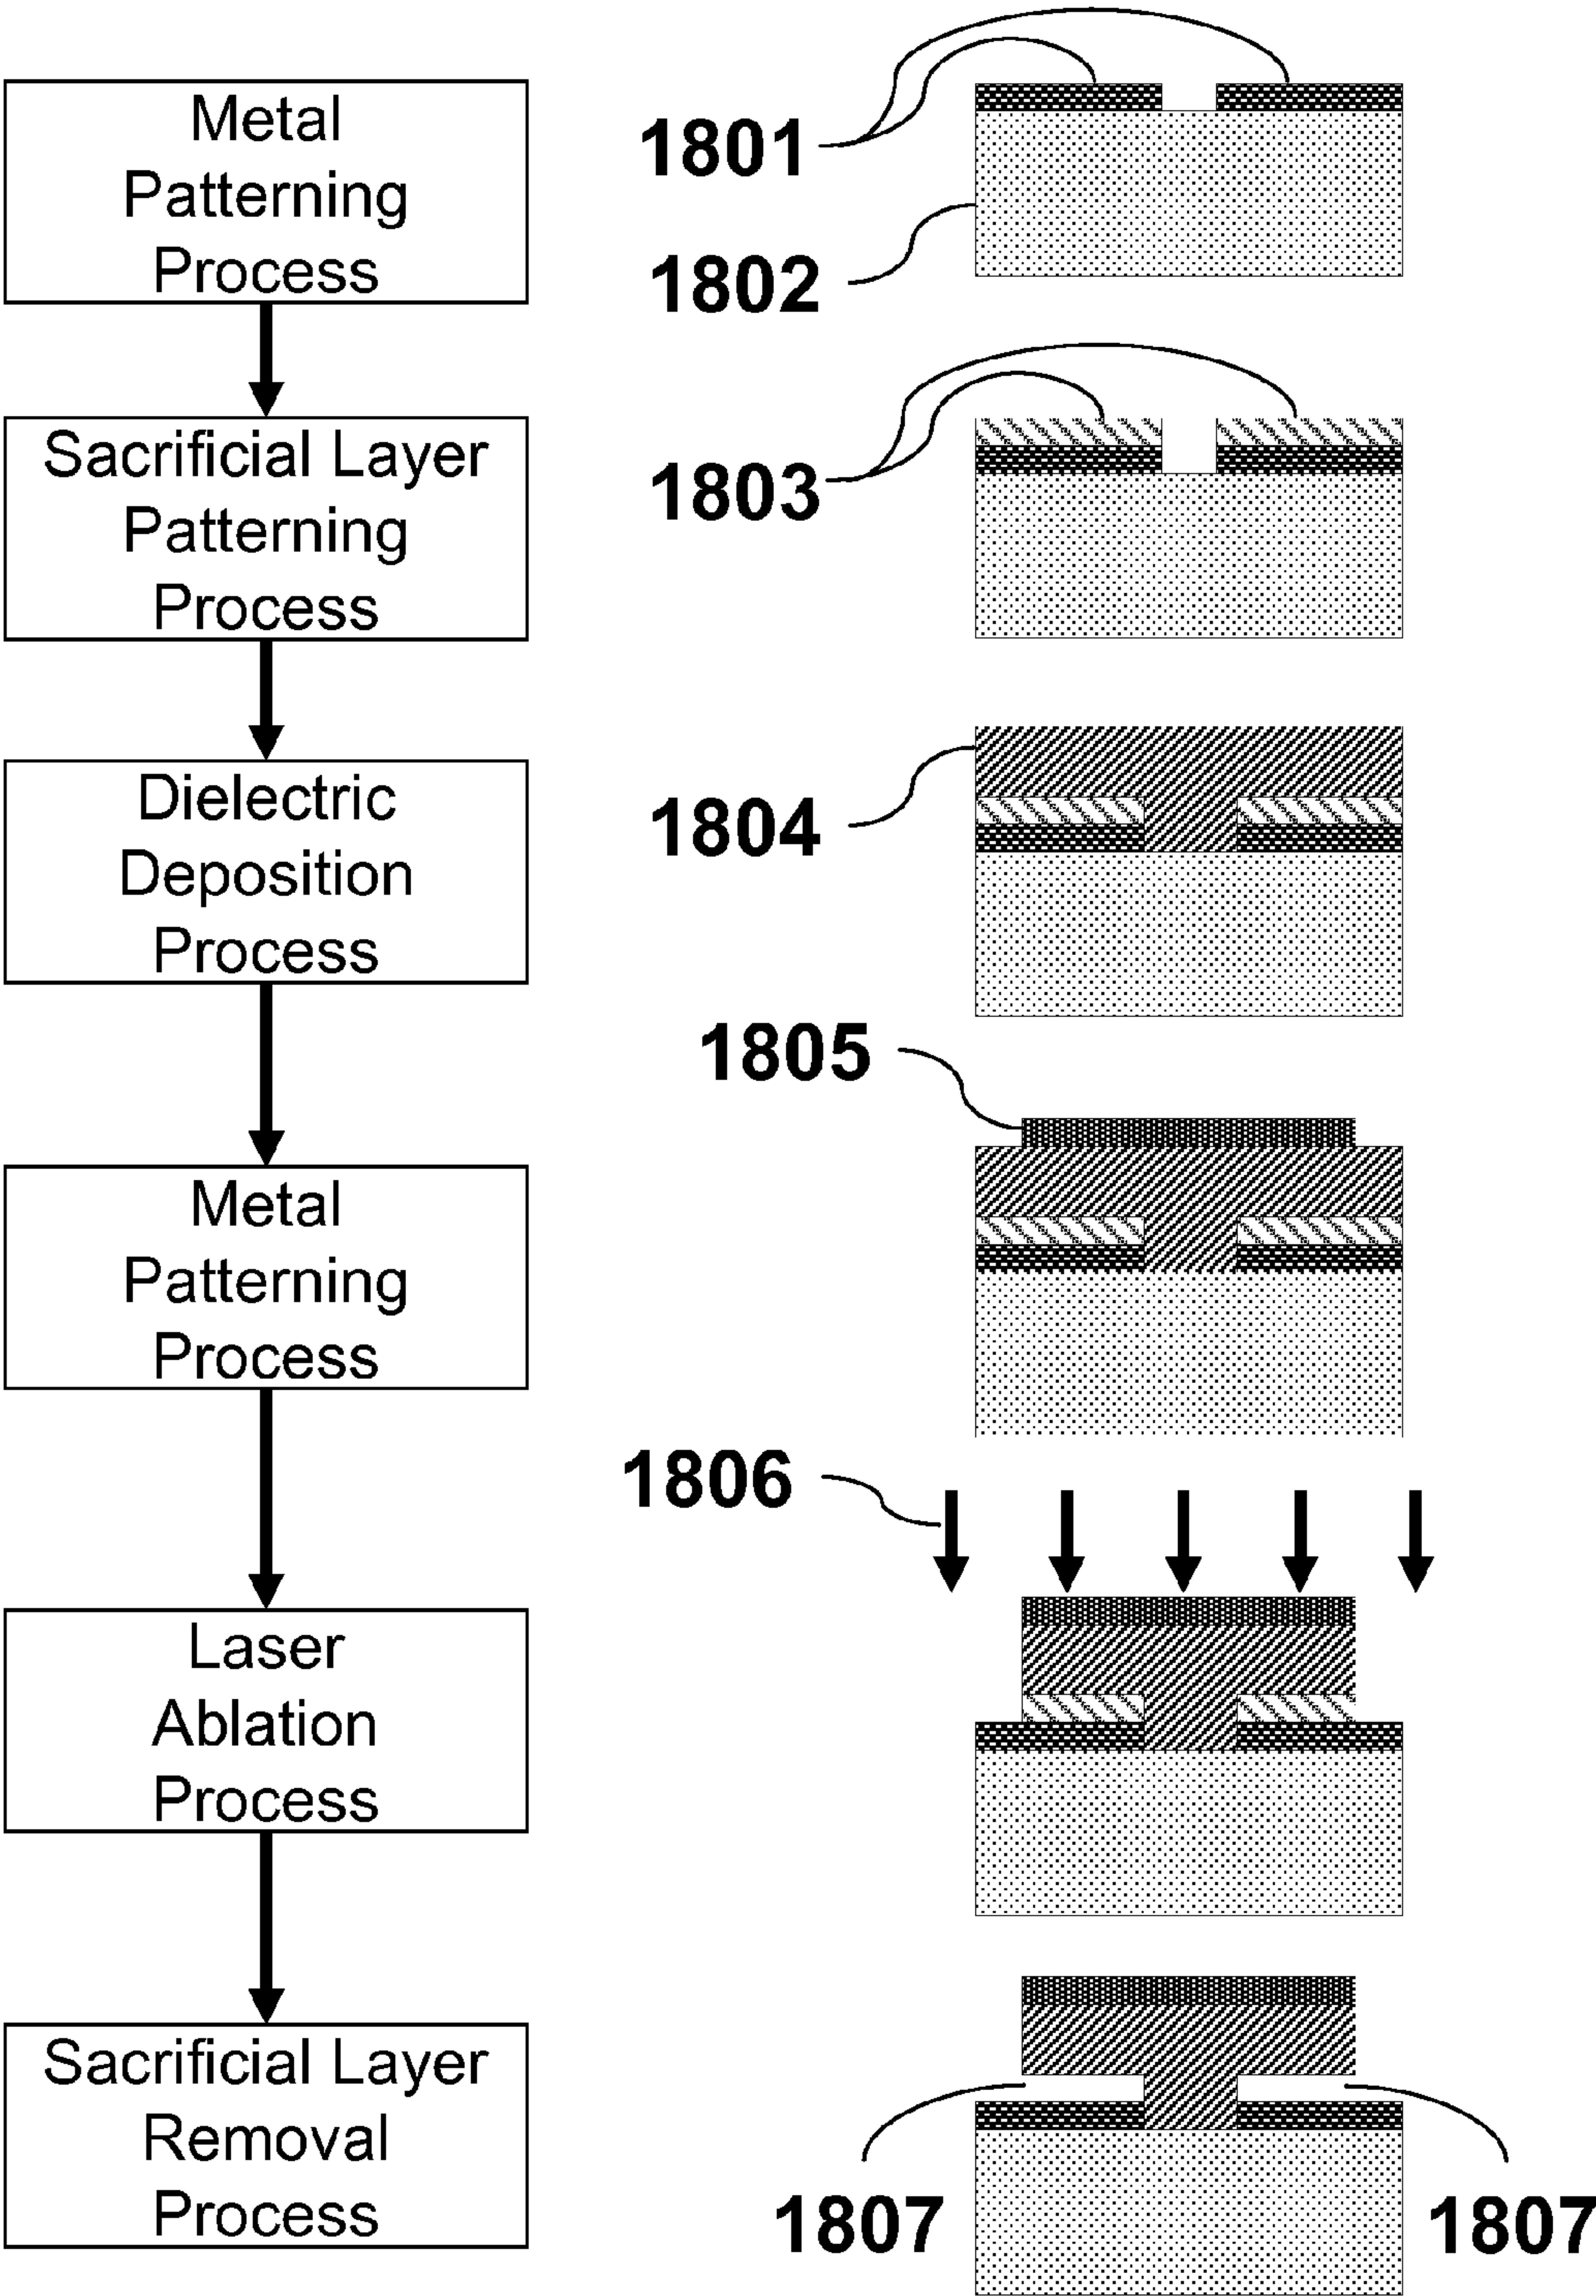 Metal
Patterning
Process
1801
1802
Sacrificial Layer
Patterning
Process
1803
Dielectric
Deposition
Process
1804
1805
Metal
Patterning
Process
1806
Laser
Ablation
Process
Sacrificial Layer
Removal
Process
1807
1807